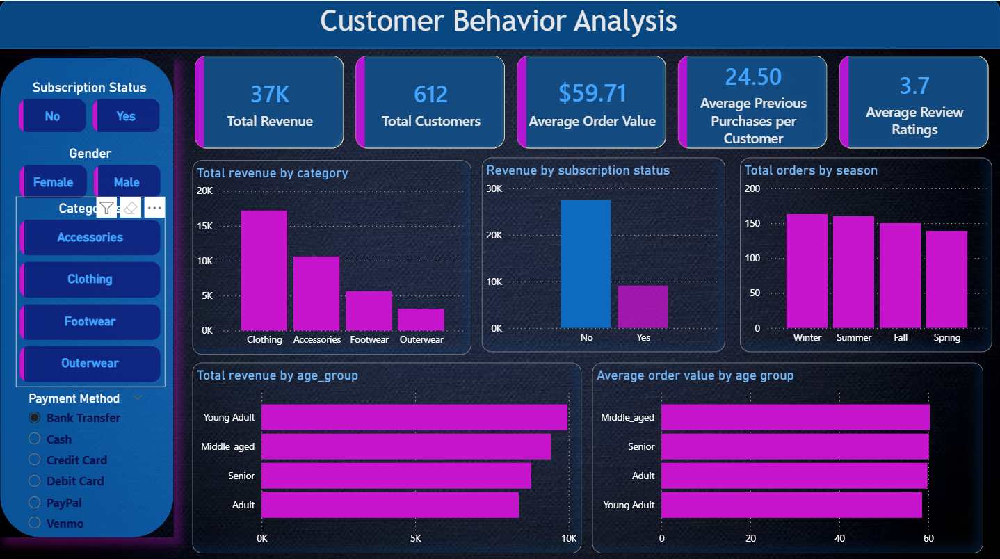 Customer Behavior Analysis
Subscription Status
No
Yes
Gender
Female
Male
Accessories
Clothing
Footwear
Outerwear
Payment Method
Bank Transfer
Cash
Credit Card
Debit Card
PayPal
Venmo
37K
Total Revenue
612
Total Customers
$59.71
Average Order Value
24.50
Average Previous
Purchases per
Customer
3.7
Average Review
Ratings
Total revenue by category
20K
15K
10K
5K
0K
Clothing
Accessories
Footwear
Outerwear
Revenue by subscription status
30K
20K
10K
0K
No
Yes
Total orders by season
200
150
100
50
0
Winter
Summer
Fall
Spring
Total revenue by age_group
Young Adult
Middle_aged
Senior
Adult
0K
5K
10K
Average order value by age group
Middle_aged
Senior
Adult
Young Adult
0
20
40
60